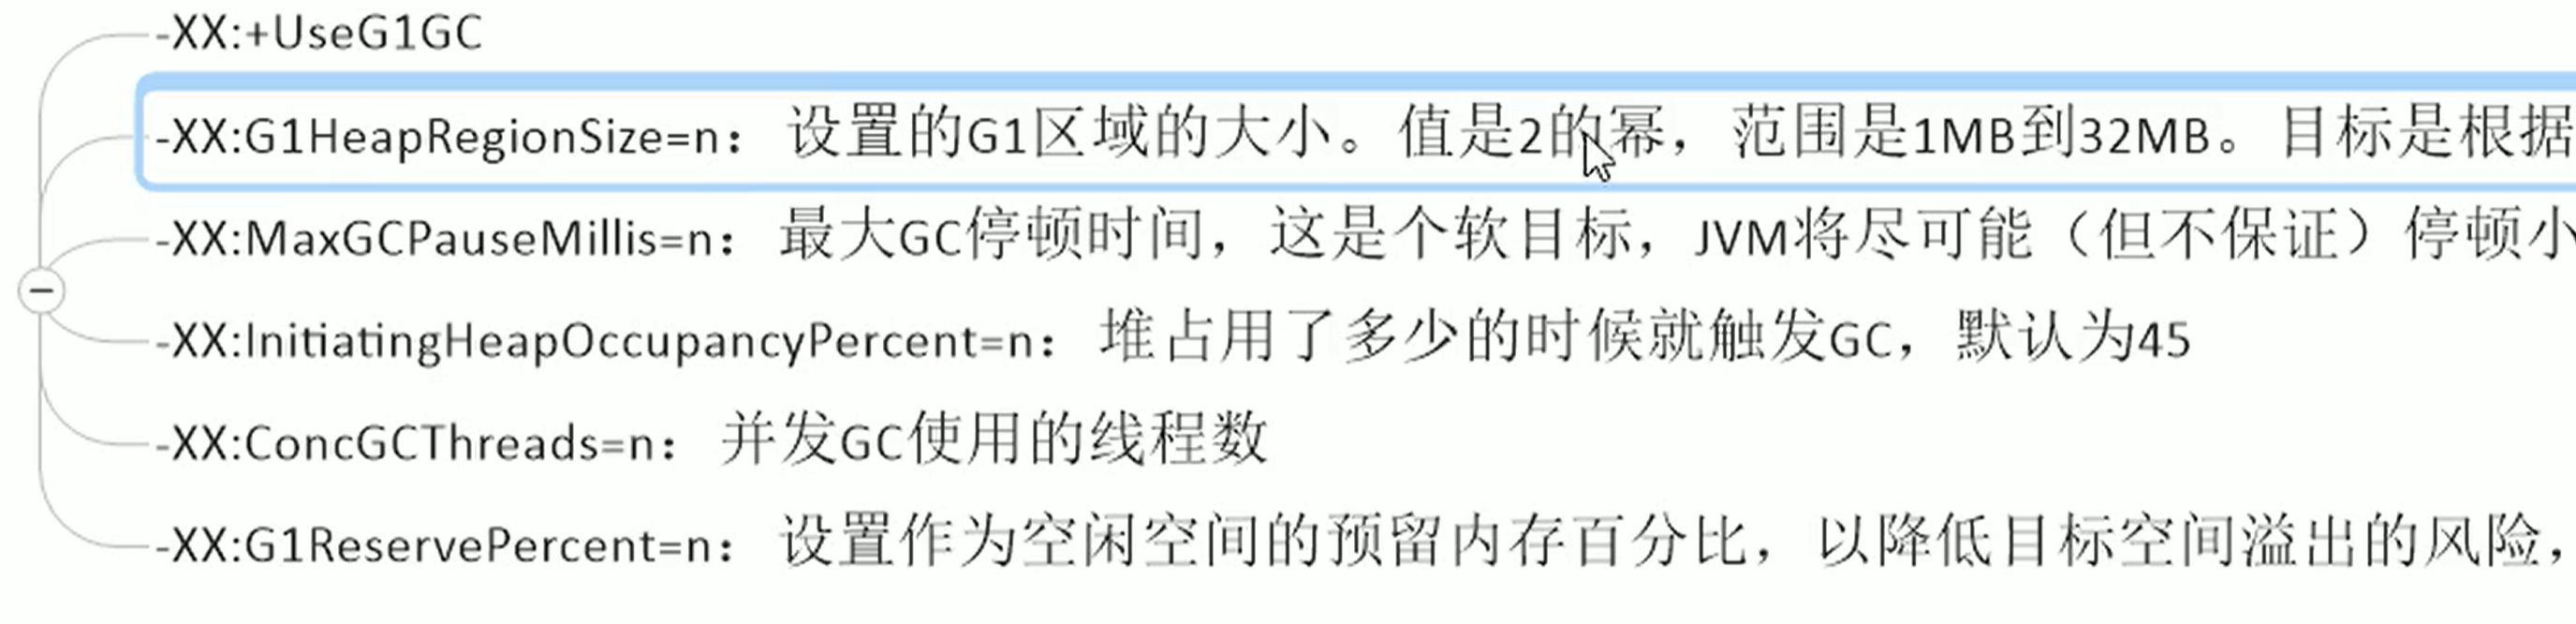 -XX:+UseG1GC
-XX:G1HeapRegionSize=n：设置的G1区域的大小。值是2的幂，范围是1MB到32MB。目标是根据
-XX:MaxGCPauseMillis=n：最大GC停顿时间，这是个软目标，JVM将尽可能（但不保证）停顿小
-XX:InitiatingHeapOccupancyPercent=n：堆占用了多少的时候就触发GC，默认为45
-XX:ConcGCThreads=n：并发GC使用的线程数
-XX:G1ReservePercent=n：设置作为空闲空间的预留内存百分比，以降低目标空间溢出的风险，